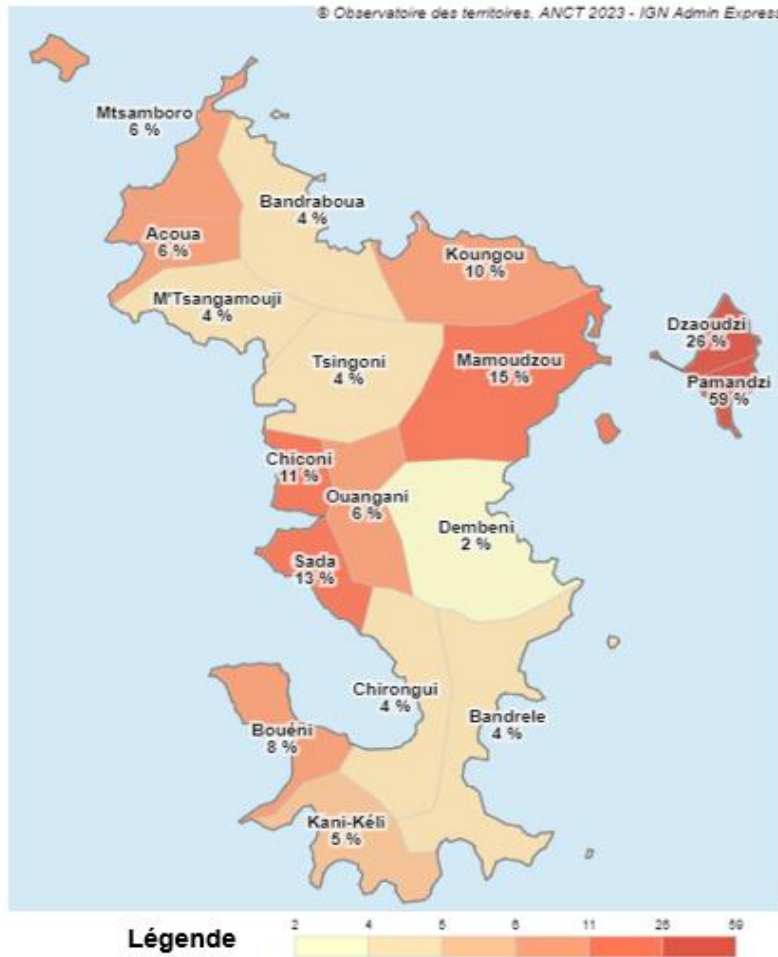 © Observatoire des territoires, ANCT 2023 - IGN Admin Express
Mtsamboro
6 %
Bandraboua
4 %
Acoua
6 %
Koungou
10 %
M'Tsangamouji
4 %
Dzaoudzi
26 %
Tsingoni
4 %
Mamoudzou
15 %
Pamandzi
59 %
Chiconi
11 %
Ouangani
6 %
Dembeni
2 %
Sada
13 %
Chirongui
4 %
Bandrele
4 %
Bouéni
8 %
Kani-Kéli
5 %
Légende
2 4 5 6 11 26 59